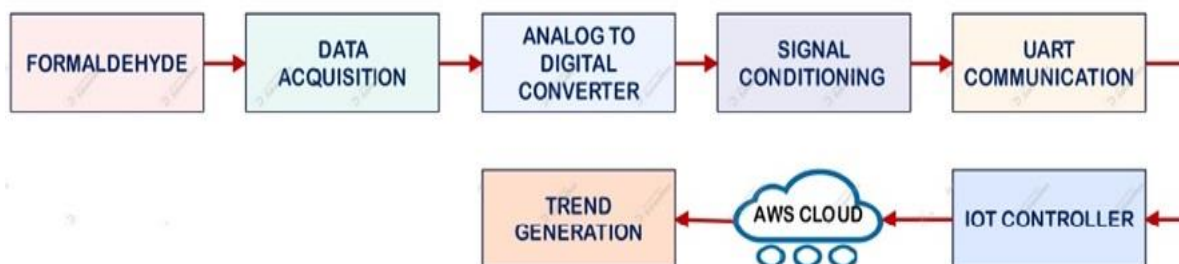 FORMALDEHYDE
DATA
ACQUISITION
ANALOG TO
DIGITAL
CONVERTER
SIGNAL
CONDITIONING
UART
COMMUNICATION
TREND
GENERATION
AWS CLOUD
IOT CONTROLLER